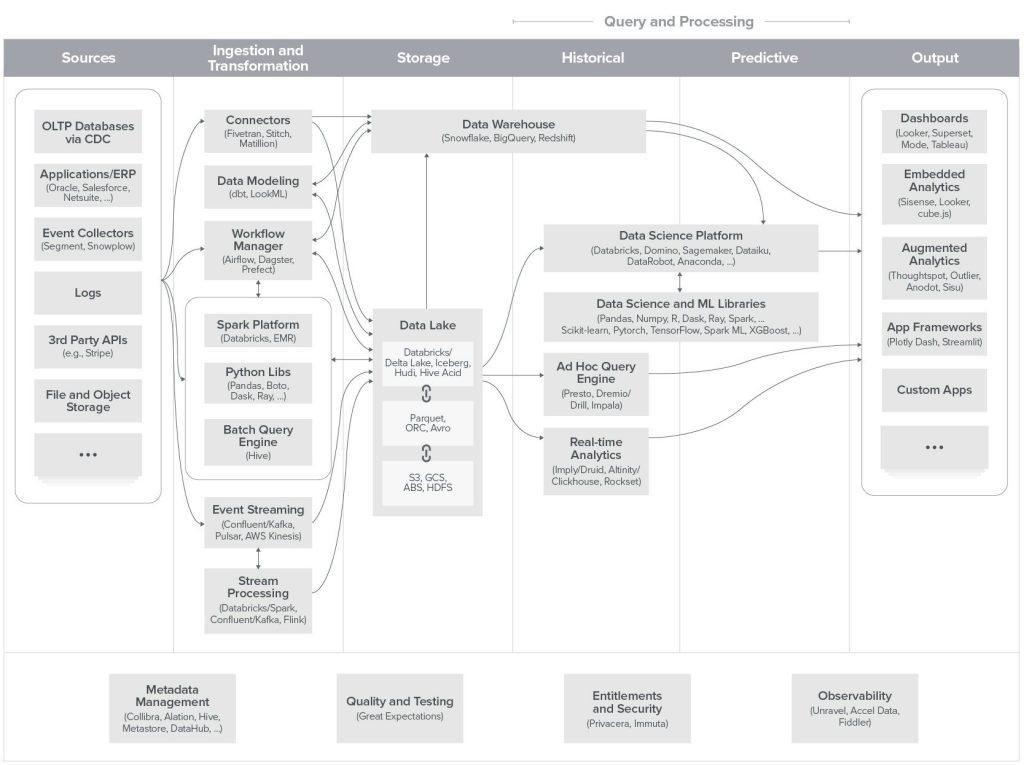 Query and Processing
Sources
Ingestion and
Transformation
Storage
Historical
Predictive
Output
OLTP Databases
via CDC
Applications/ERP
(Oracle, Salesforce,
Netsuite, ...)
Event Collectors
(Segment, Snowplow)
Logs
3rd Party APIs
(e.g., Stripe)
File and Object
Storage
...
Connectors
(Fivetran, Stitch,
Matillion)
Data Modeling
(dbt, LookML)
Workflow
Manager
(Airflow, Dagster,
Prefect)
Spark Platform
(Databricks, EMR)
Python Libs
(Pandas, Boto,
Dask, Ray, ...)
Batch Query
Engine
(Hive)
Event Streaming
(Confluent/Kafka,
Pulsar, AWS Kinesis)
Stream
Processing
(Databricks/Spark,
Confluent/Kafka, Flink)
Data Warehouse
(Snowflake, BigQuery, Redshift)
Data Lake
Databricks/
Delta Lake, Iceberg,
Hudi, Hive Acid
Parquet,
ORC, Avro
S3, GCS,
ABS, HDFS
Data Science Platform
(Databricks, Domino, Sagemaker, Dataiku,
DataRobot, Anaconda, ...)
Data Science and ML Libraries
(Pandas, Numpy, R, Dask, Ray, Spark, ...
Scikit-learn, Pytorch, TensorFlow, Spark ML, XGBoost, ...)
Ad Hoc Query
Engine
(Presto, Dremio/
Drill, Impala)
Real-time
Analytics
(Imply/Druid, Altinity/
Clickhouse, Rockset)
Dashboards
(Looker, Superset,
Mode, Tableau)
Embedded
Analytics
(Sisense, Looker,
cube.js)
Augmented
Analytics
(Thoughtspot, Outlier,
Anodot, Sisu)
App Frameworks
(Plotly Dash, Streamlit)
Custom Apps
...
Metadata
Management
(Collibra, Alation, Hive,
Metastore, DataHub, ...)
Quality and Testing
(Great Expectations)
Entitlements
and Security
(Privacera, Immuta)
Observability
(Unravel, Accel Data,
Fiddler)